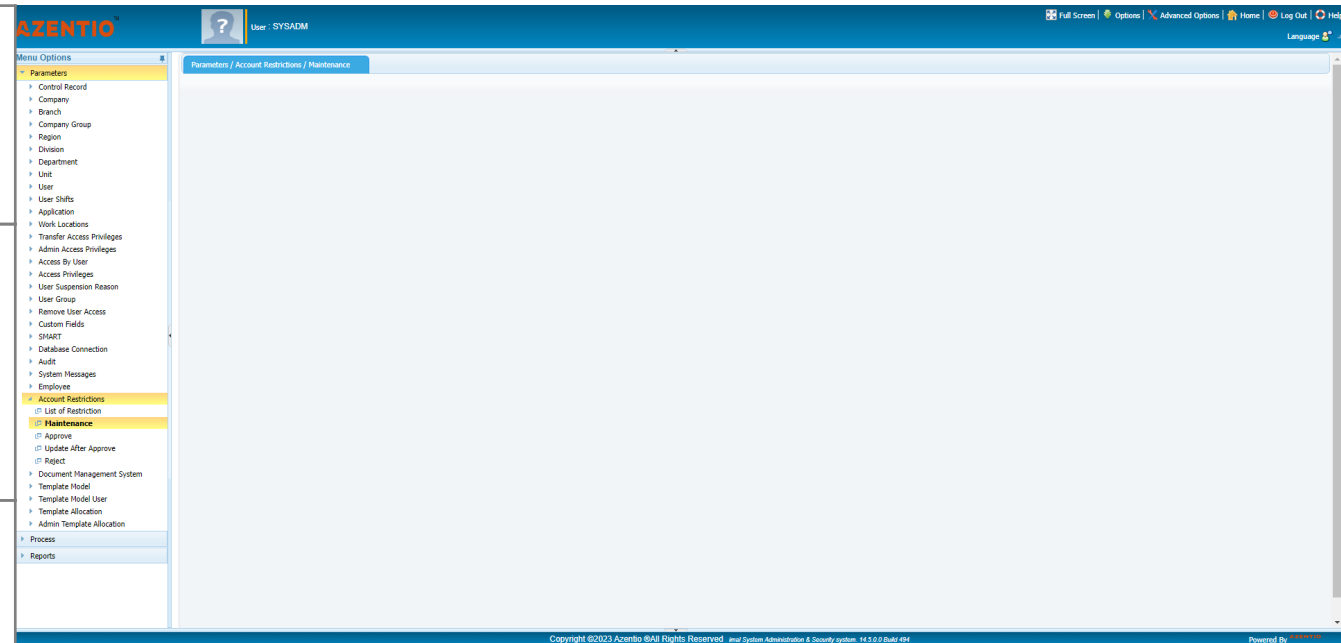 AZENTIO™
User : SYSADM
Full Screen | Options | Advanced Options | Home | Log Out | Help
Language
Menu Options
Parameters / Account Restrictions / Maintenance
Parameters
Control Record
Company
Branch
Company Group
Region
Division
Department
Unit
User
User Shifts
Application
Work Locations
Transfer Access Privileges
Admin Access Privileges
Access By User
Access Privileges
User Suspension Reason
User Group
Remove User Access
Custom Fields
SMART
Database Connection
Audit
System Messages
Employee
Account Restrictions
List of Restriction
Maintenance
Approve
Update After Approve
Reject
Document Management System
Template Model
Template Model User
Template Allocation
Admin Template Allocation
Process
Reports
Copyright ©2023 Azentio ®All Rights Reserved imal System Administration & Security system. 14.5.0.0 Build 494
Powered By AZENTIO